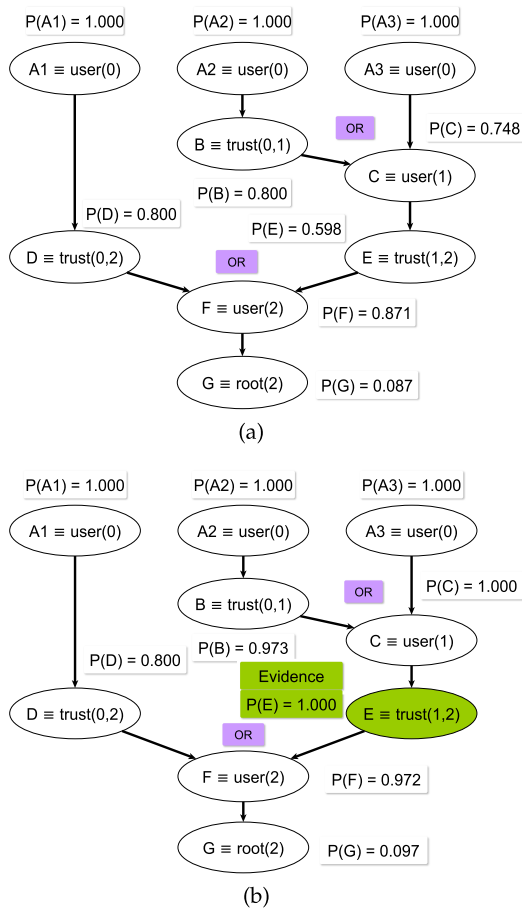 P(A1) = 1.000 P(A2) = 1.000 P(A3) = 1.000
A1 ≡ user(0) A2 ≡ user(0) A3 ≡ user(0)
OR P(C) = 0.748
B ≡ trust(0,1)
C ≡ user(1)
P(B) = 0.800
P(D) = 0.800 P(E) = 0.598
D ≡ trust(0,2) OR E ≡ trust(1,2)
F ≡ user(2) P(F) = 0.871
G ≡ root(2) P(G) = 0.087
(a)
P(A1) = 1.000 P(A2) = 1.000 P(A3) = 1.000
A1 ≡ user(0) A2 ≡ user(0) A3 ≡ user(0)
OR P(C) = 1.000
B ≡ trust(0,1)
C ≡ user(1)
P(D) = 0.800 P(B) = 0.973
Evidence
P(E) = 1.000
D ≡ trust(0,2) E ≡ trust(1,2)
OR
F ≡ user(2) P(F) = 0.972
G ≡ root(2) P(G) = 0.097
(b)